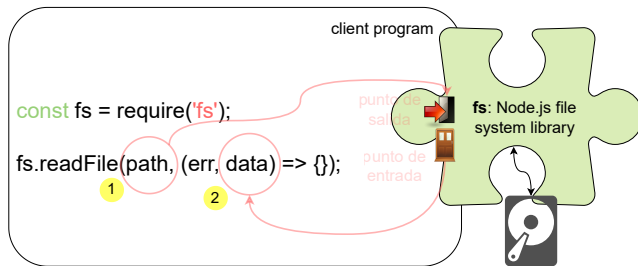 client program
const fs = require('fs');
fs.readFile(path, (err, data) => {});
1
2
punto de
salida
punto de
entrada
fs: Node.js file
system library